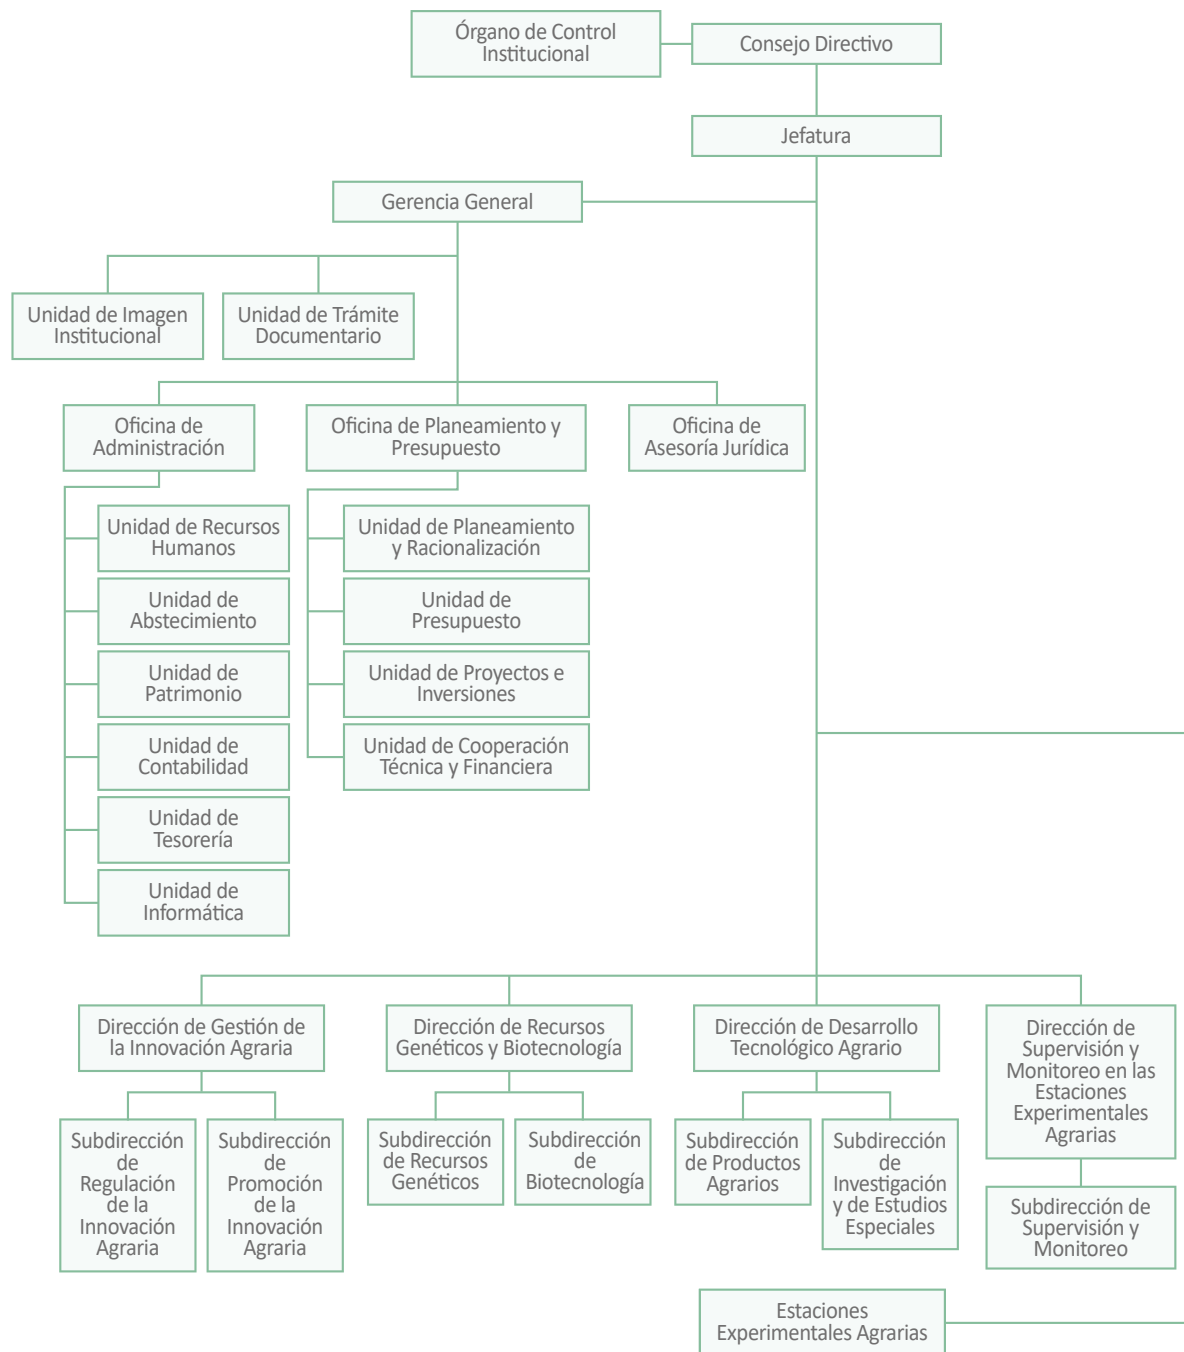 Órgano de Control
Institucional
Consejo Directivo
Jefatura
Gerencia General
Unidad de Imagen
Institucional
Unidad de Trámite
Documentario
Oficina de
Administración
Oficina de Planeamiento y
Presupuesto
Oficina de
Asesoría Jurídica
Unidad de Recursos
Humanos
Unidad de
Abstecimiento
Unidad de
Patrimonio
Unidad de
Contabilidad
Unidad de
Tesorería
Unidad de
Informática
Unidad de Planeamiento
y Racionalización
Unidad de
Presupuesto
Unidad de Proyectos e
Inversiones
Unidad de Cooperación
Técnica y Financiera
Dirección de Gestión de
la Innovación Agraria
Subdirección
de
Regulación
de la
Innovación
Agraria
Subdirección
de
Promoción
de la
Innovación
Agraria
Dirección de Recursos
Genéticos y Biotecnología
Subdirección
de Recursos
Genéticos
Subdirección
de
Biotecnología
Dirección de Desarrollo
Tecnológico Agrario
Subdirección
de Productos
Agrarios
Subdirección
de
Investigación
y de Estudios
Especiales
Dirección de
Supervisión y
Monitoreo en las
Estaciones
Experimentales
Agrarias
Subdirección de
Supervisión y
Monitoreo
Estaciones
Experimentales Agrarias